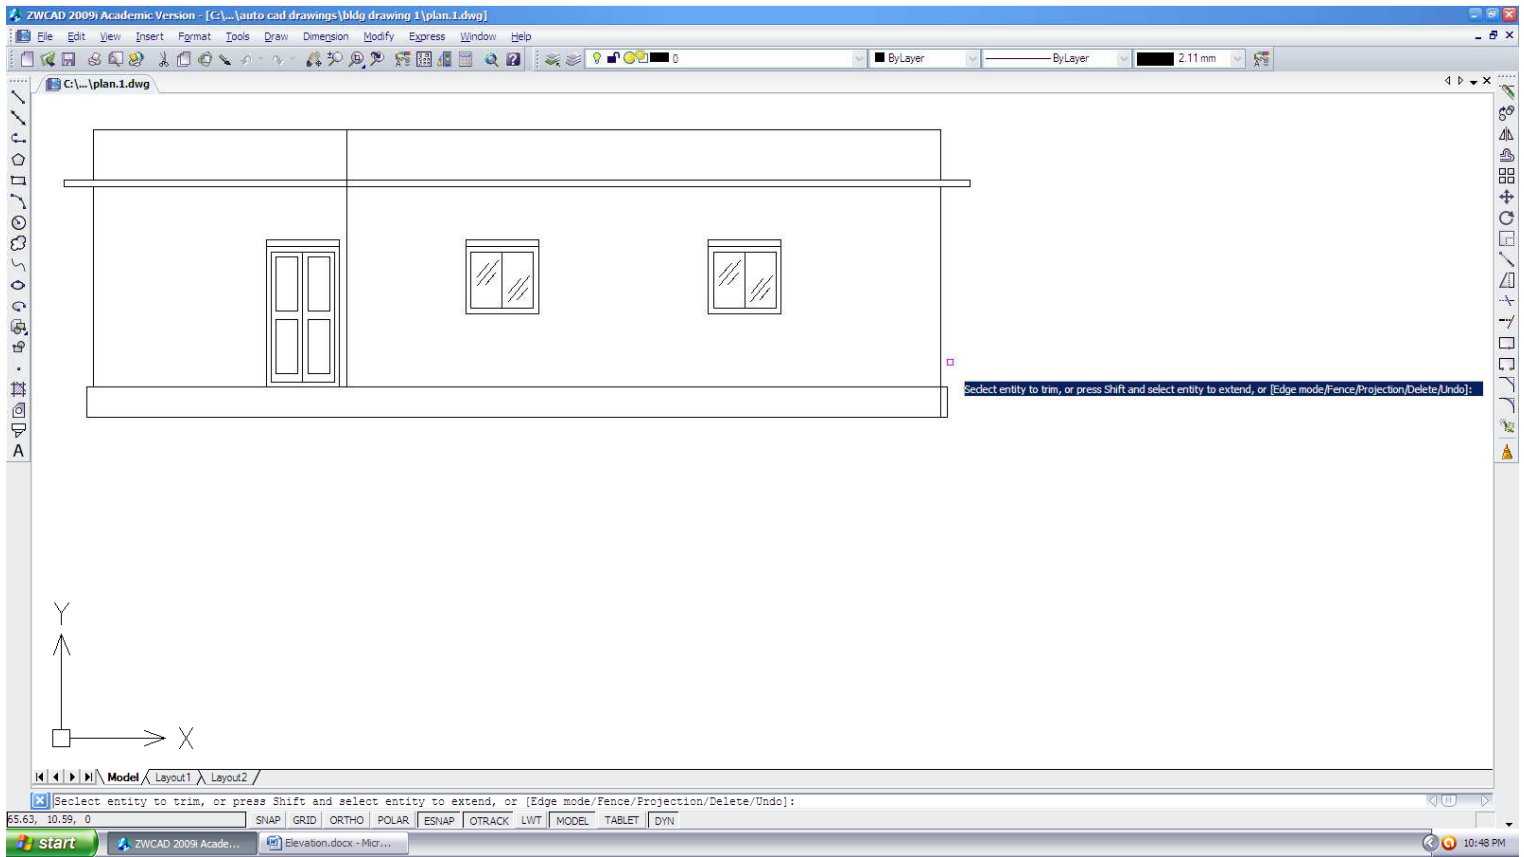 ZWCAD 2009i Academic Version - [C:\...\auto cad drawings\bldg drawing 1\plan.1.dwg]
File Edit View Insert Format Tools Draw Dimension Modify Express Window Help
0 ByLayer ByLayer 2.11 mm
C:\...\plan.1.dwg
Seclect entity to trim, or press Shift and select entity to extend, or [Edge mode/Fence/Projection/Delete/Undo]:
A
Y
X
Model Layout1 Layout2
Seclect entity to trim, or press Shift and select entity to extend, or [Edge mode/Fence/Projection/Delete/Undo]:
65.63, 10.59, 0 SNAP GRID ORTHO POLAR ESNAP OTRACK LWT MODEL TABLET DYN
start ZWCAD 2009i Acade... Elevation.docx - Micr... 10:48 PM